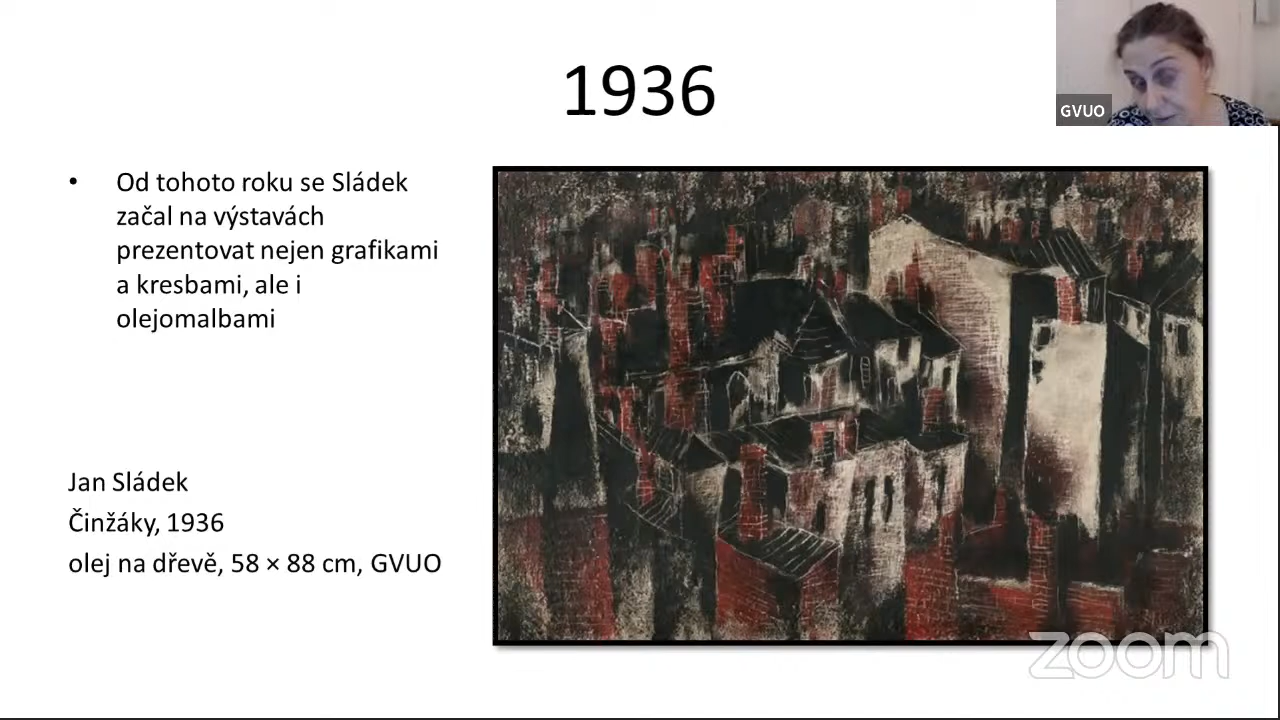 1936
GVUO
• Od tohoto roku se Sládek
začal na výstavách
prezentovat nejen grafikami
a kresbami, ale i
olejomalbami
Jan Sládek
Činžáky, 1936
olej na dřevě, 58 × 88 cm, GVUO
zoom